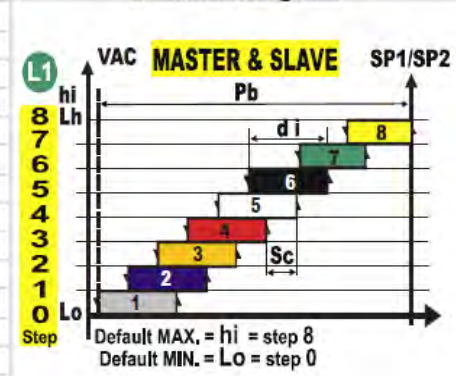 L1
VAC MASTER & SLAVE SP1/SP2
hi
Pb
8 Lh
8
7
d i
7
6
6
5
5
4
4
3
Sc
3
2
2
1
1
0 Lo
Step
Default MAX. = hi = step 8
Default MIN. = Lo = step 0